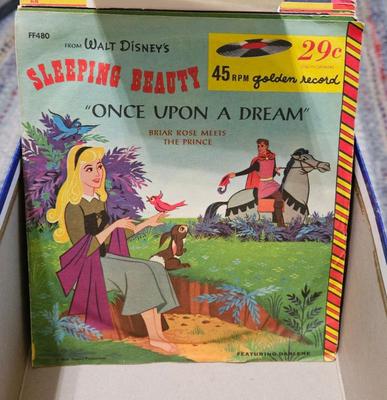 FF480
FROM WALT DISNEY'S
SLEEPING BEAUTY
29¢
45 RPM golden record
"ONCE UPON A DREAM"
BRIAR ROSE MEETS
THE PRINCE
FEATURING DARLENE